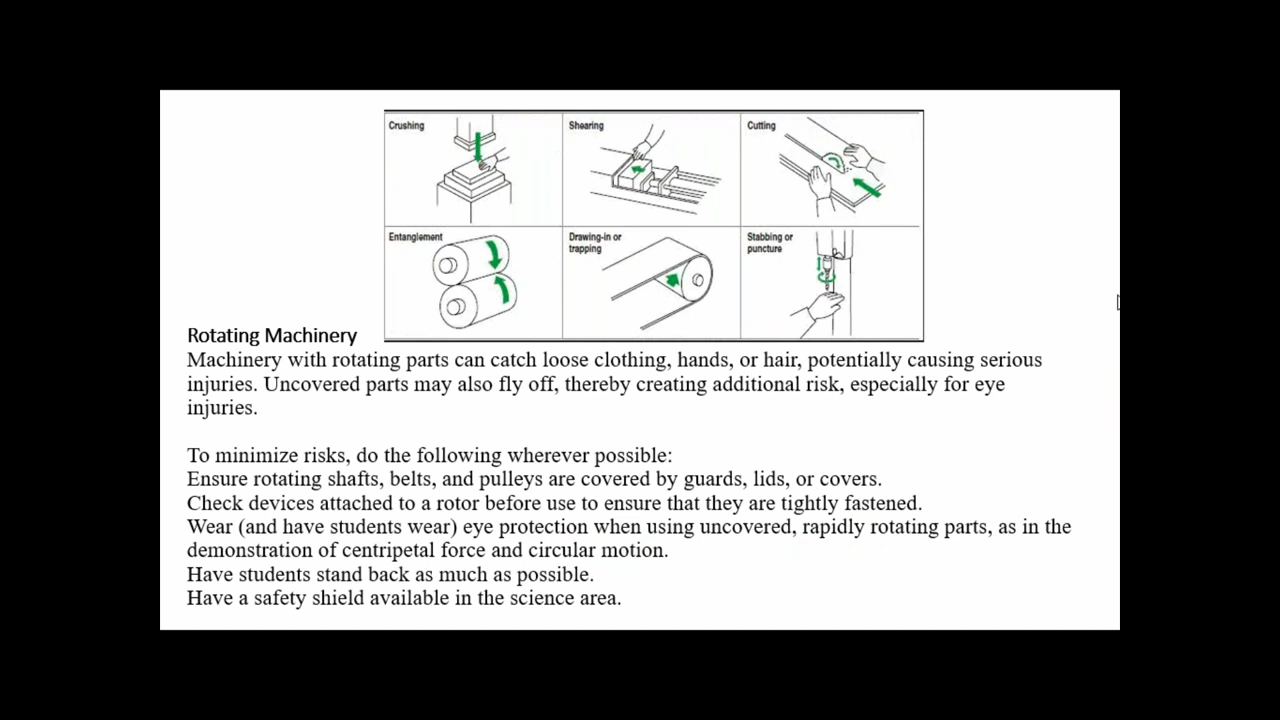 Crushing
Shearing
Cutting
Entanglement
Drawing-in or
trapping
Stabbing or
puncture
Rotating Machinery
Machinery with rotating parts can catch loose clothing, hands, or hair, potentially causing serious
injuries. Uncovered parts may also fly off, thereby creating additional risk, especially for eye
injuries.
To minimize risks, do the following wherever possible:
Ensure rotating shafts, belts, and pulleys are covered by guards, lids, or covers.
Check devices attached to a rotor before use to ensure that they are tightly fastened.
Wear (and have students wear) eye protection when using uncovered, rapidly rotating parts, as in the
demonstration of centripetal force and circular motion.
Have students stand back as much as possible.
Have a safety shield available in the science area.